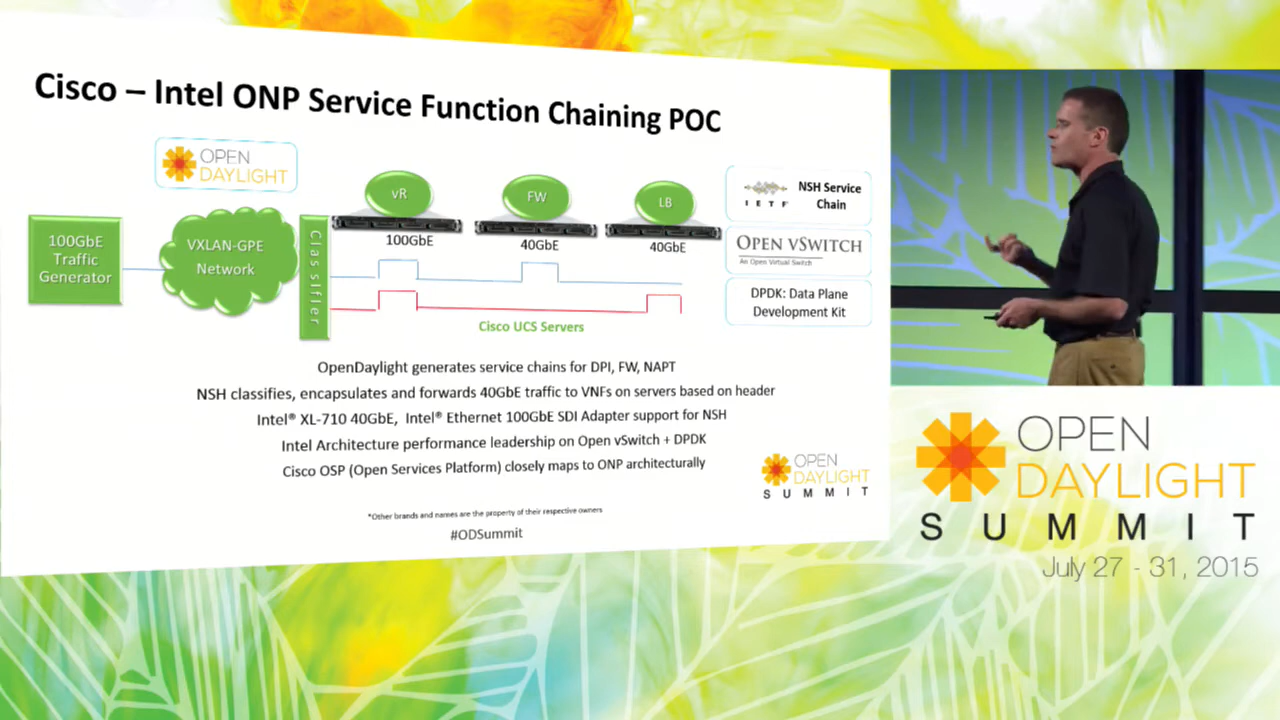 Cisco – Intel ONP Service Function Chaining POC
OPEN
DAYLIGHT
100GbE
Traffic
Generator
VXLAN-GPE
Network
Classifier
vR
FW
LB
100GbE
40GbE
40GbE
Cisco UCS Servers
IETF
NSH Service
Chain
OPEN VSWITCH
An Open Virtual Switch
DPDK: Data Plane
Development Kit
OpenDaylight generates service chains for DPI, FW, NAPT
NSH classifies, encapsulates and forwards 40GbE traffic to VNFs on servers based on header
Intel® XL-710 40GbE, Intel® Ethernet 100GbE SDI Adapter support for NSH
Intel Architecture performance leadership on Open vSwitch + DPDK
Cisco OSP (Open Services Platform) closely maps to ONP architecturally
OPEN
DAYLIGHT
SUMMIT
*Other brands and names are the property of their respective owners
#ODSummit
OPEN
DAYLIGHT
SUMMIT
July 27 - 31, 2015